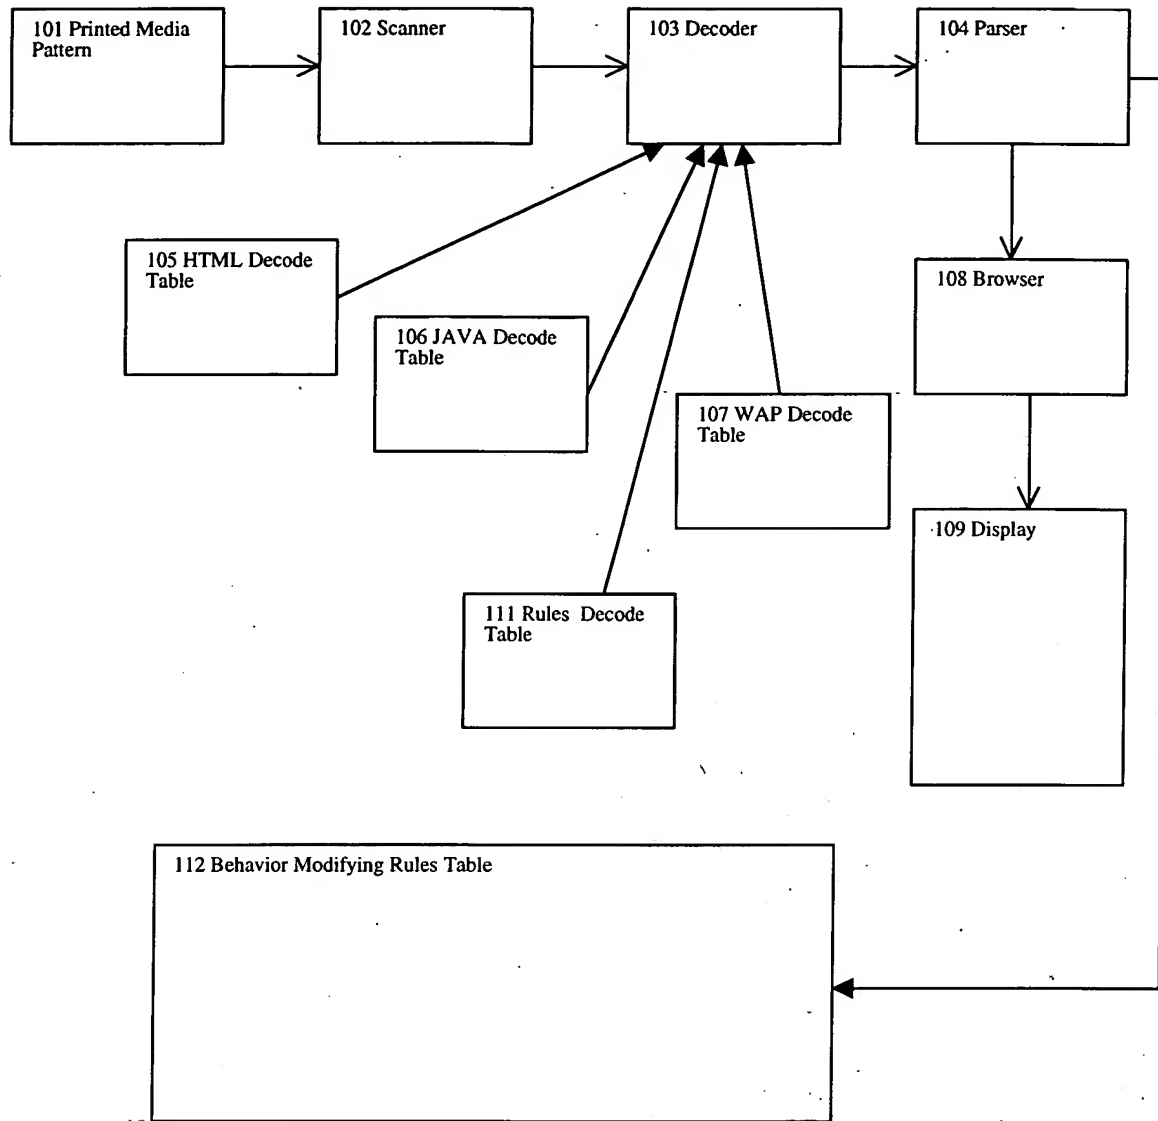 101 Printed Media
Pattern
102 Scanner
103 Decoder
104 Parser
105 HTML Decode
Table
106 JAVA Decode
Table
107 WAP Decode
Table
108 Browser
109 Display
111 Rules Decode
Table
112 Behavior Modifying Rules Table